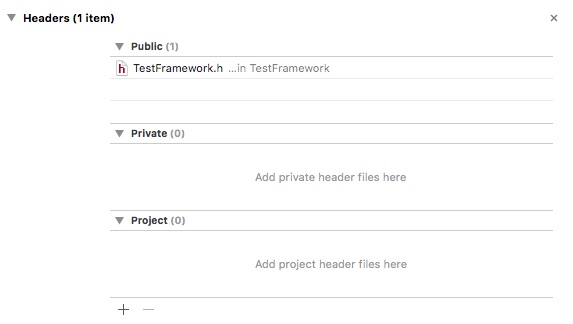 Headers (1 item)
Public (1)
h TestFramework.h ...in TestFramework
Private (0)
Add private header files here
Project (0)
Add project header files here